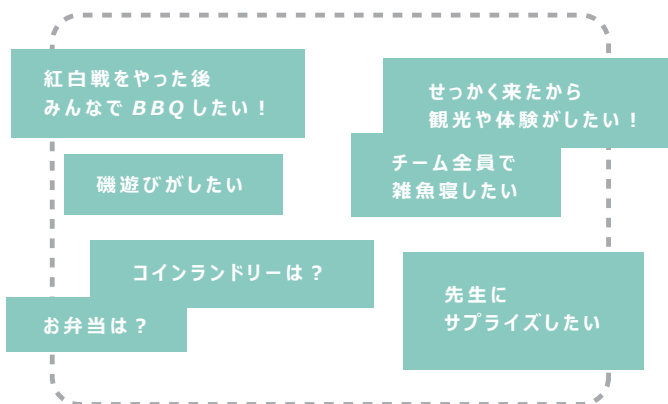 紅白戦をやった後
みんなでBBQしたい！
せっかく来たから
観光や体験がしたい！
チーム全員で
雑魚寝したい
磯遊びがしたい
コインランドリーは？
お弁当は？
先生に
サプライズしたい